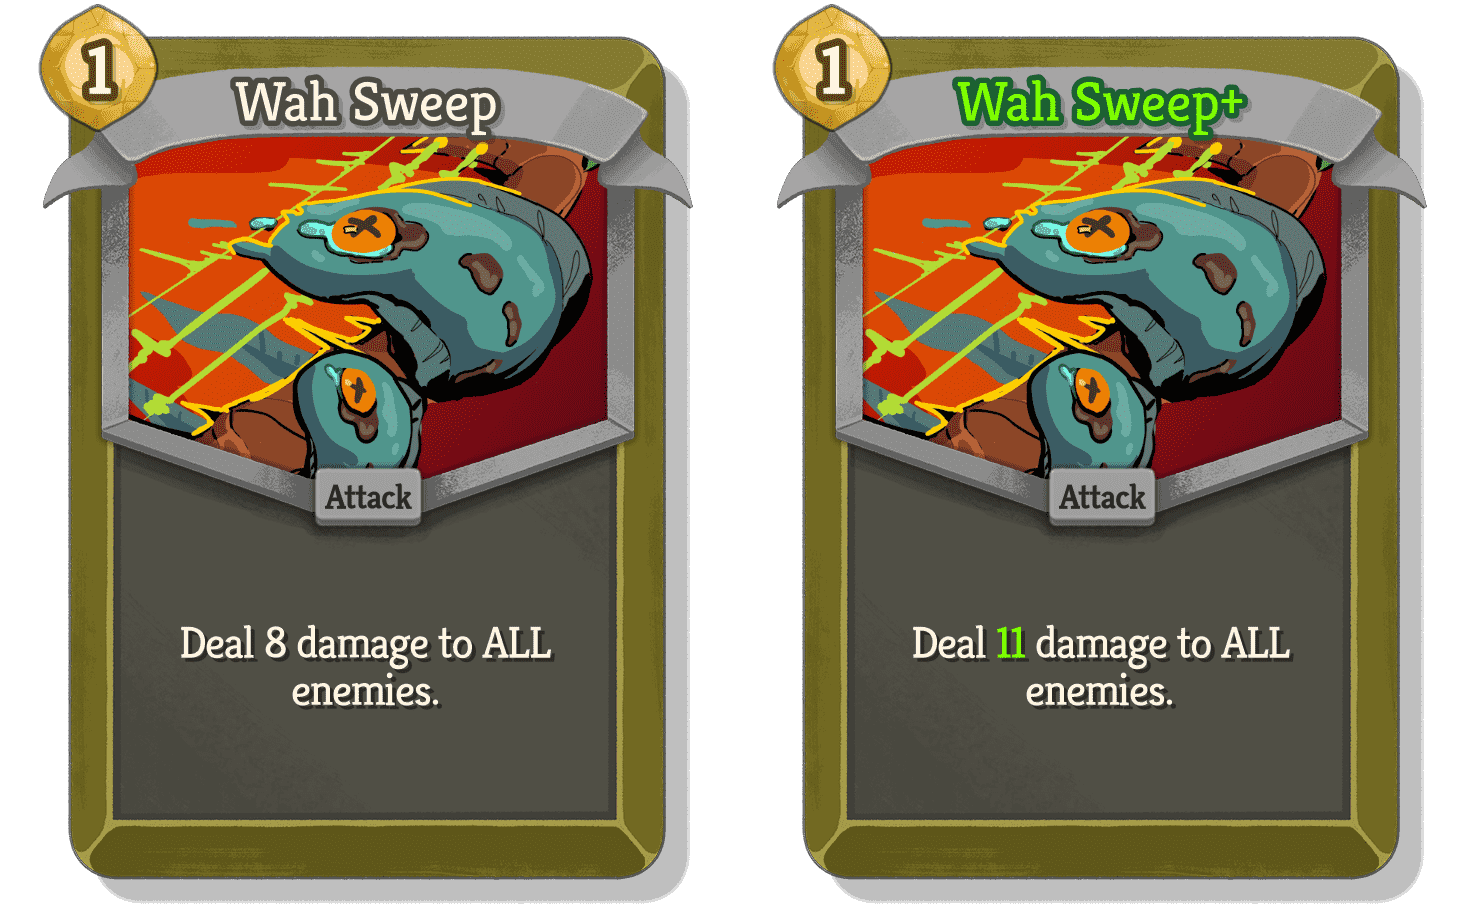 1
Wah Sweep
Attack
Deal 8 damage to ALL
enemies.
1
Wah Sweep+
Attack
Deal 11 damage to ALL
enemies.